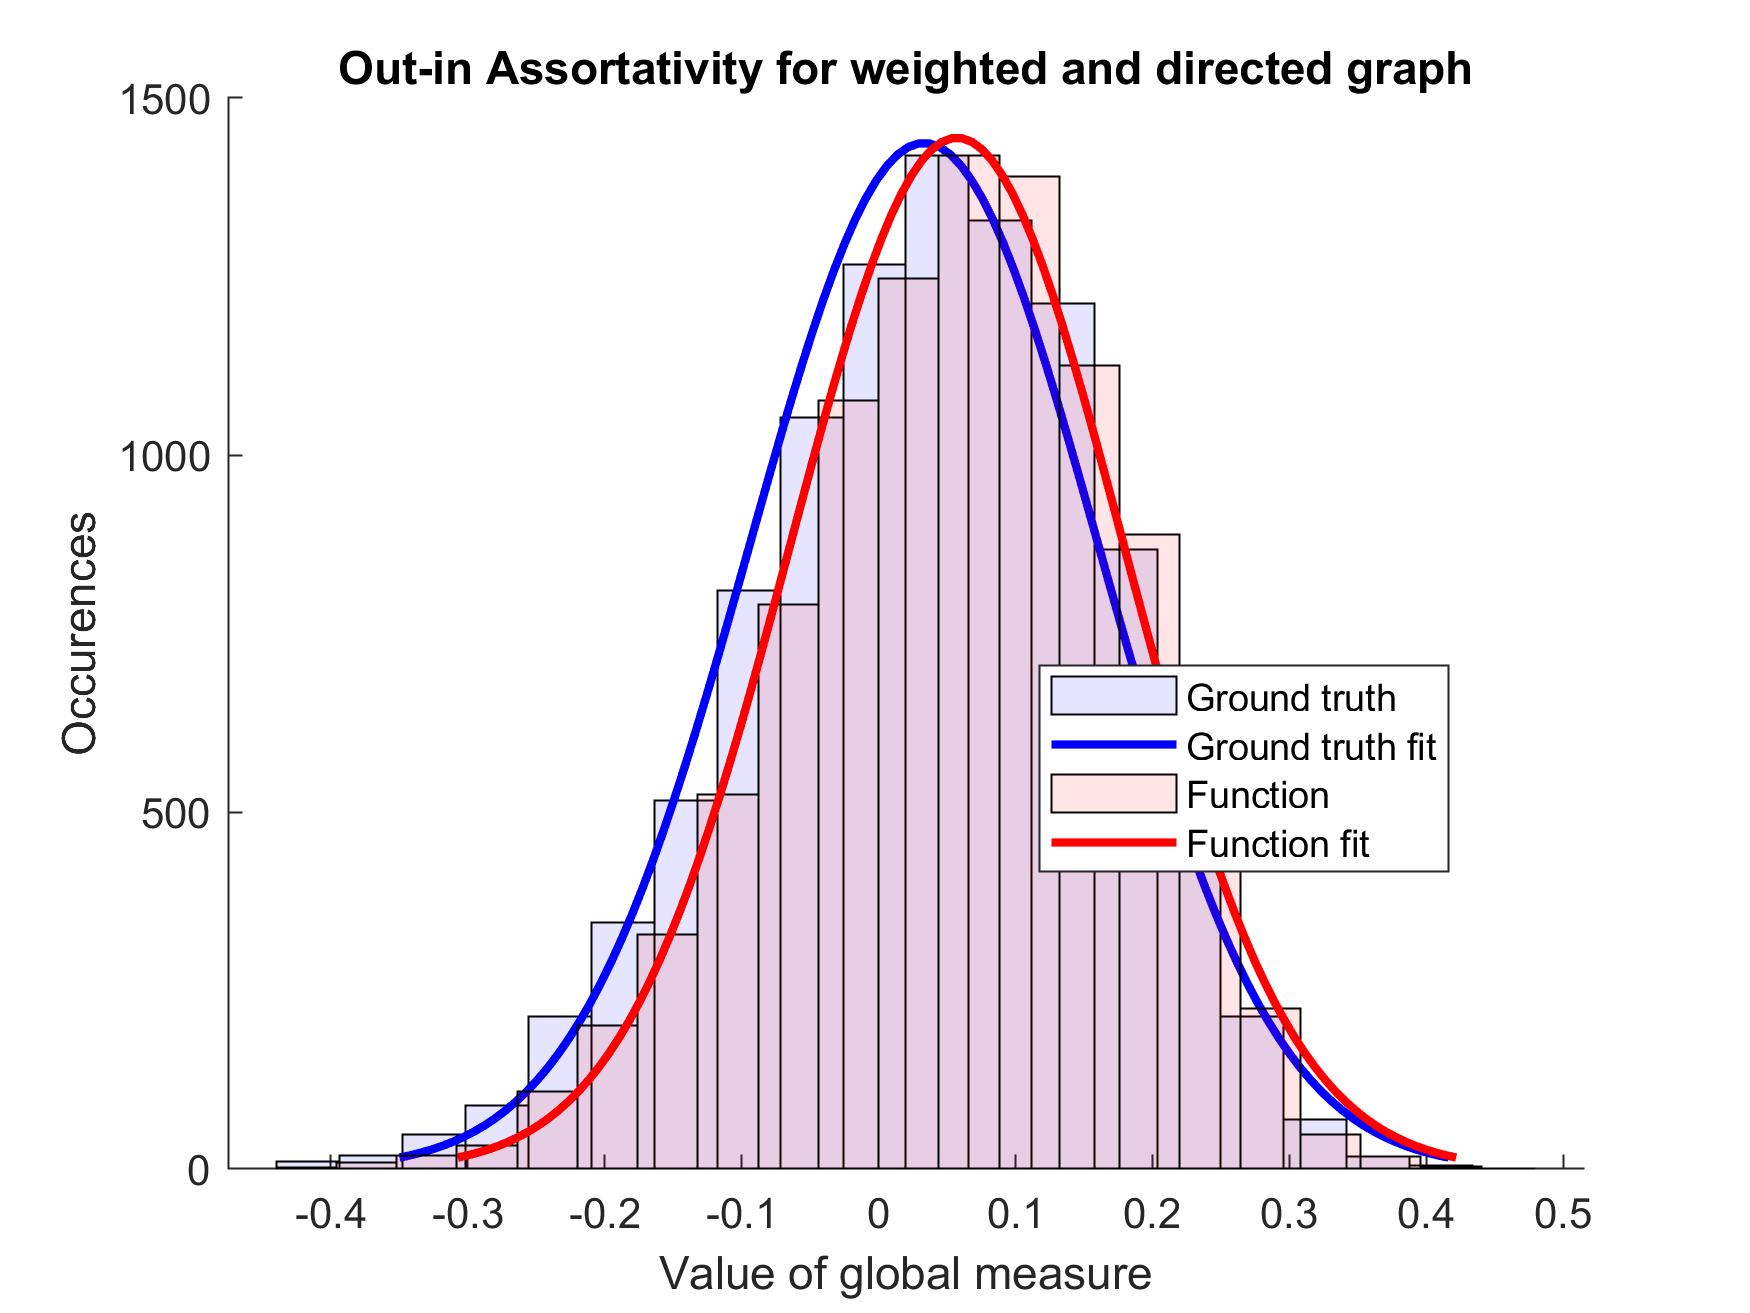 Out-in Assortativity for weighted and directed graph
1500
1000
500
0
Occurences
Ground truth
Ground truth fit
Function
Function fit
-0.4 -0.3 -0.2 -0.1 0 0.1 0.2 0.3 0.4 0.5
Value of global measure